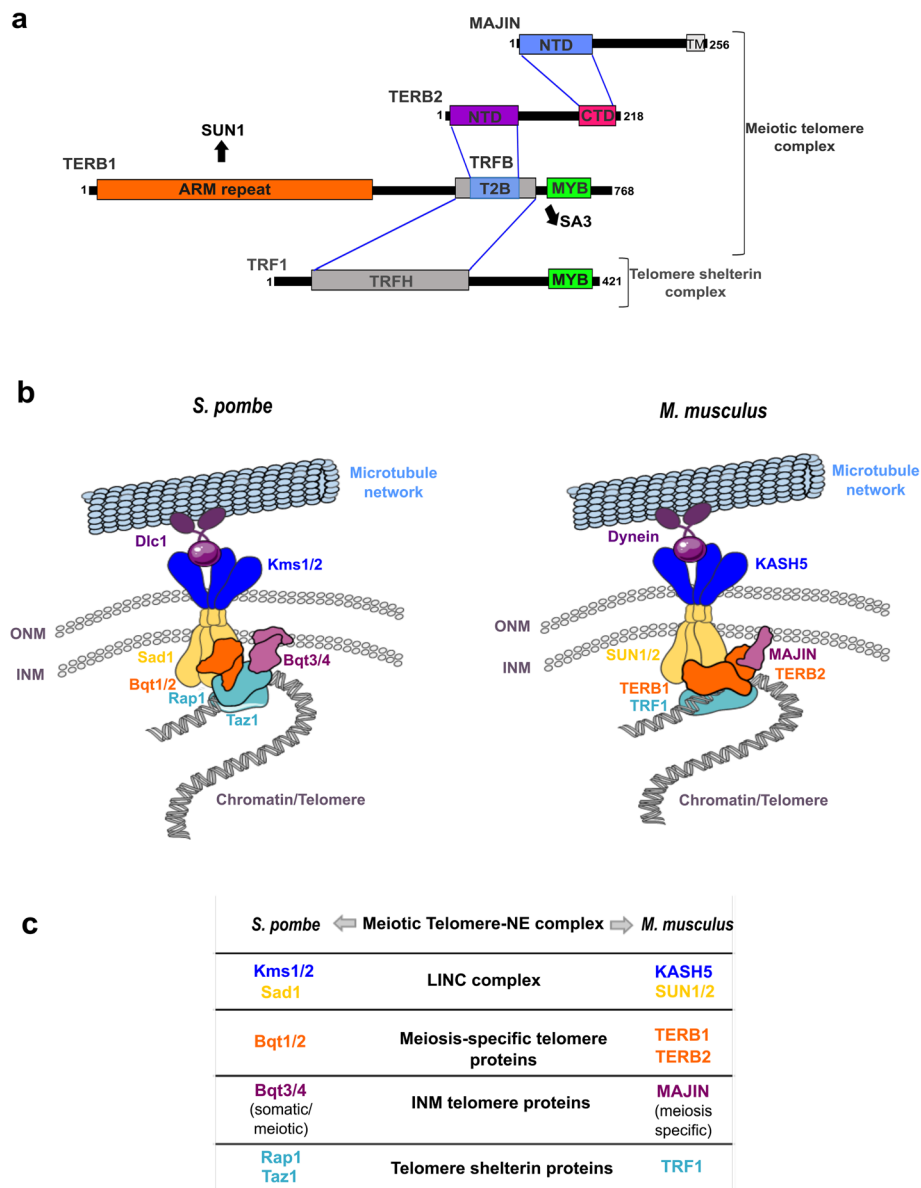 a
MAJIN
1 NTD TM 256
TERB2
1 NTD CTD 218
SUN1
TRFB
TERB1
1 ARM repeat T2B MYB 768
SA3
Meiotic telomere
complex
TRF1
1 TRFH MYB 421
Telomere shelterin
complex
b
S. pombe
Microtubule
network
Dlc1
Kms1/2
ONM
INM
Sad1
Bqt3/4
Bqt1/2
Rap1
Taz1
Chromatin/Telomere
M. musculus
Microtubule
network
Dynein
KASH5
ONM
INM
SUN1/2
MAJIN
TERB2
TERB1
TRF1
Chromatin/Telomere
c
S. pombe Meiotic Telomere-NE complex M. musculus
Kms1/2 LINC complex KASH5
Sad1 SUN1/2
Bqt1/2 Meiosis-specific telomere TERB1
proteins TERB2
Bqt3/4 INM telomere proteins MAJIN
(somatic/ (meiosis
meiotic) specific)
Rap1 Telomere shelterin proteins TRF1
Taz1